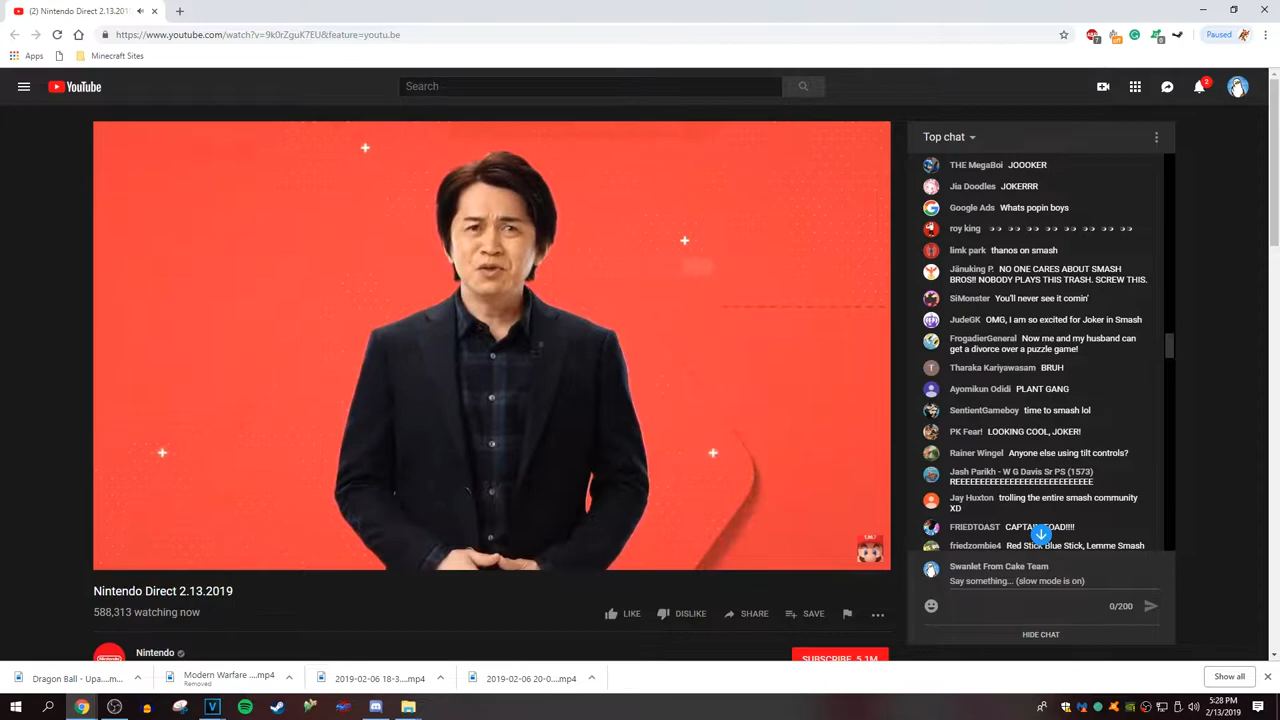 (2) Nintendo Direct 2.13.2019
https://www.youtube.com/watch?v=9k0rZguK7EU&feature=youtu.be
7
off
0
Paused
Apps
Minecraft Sites
YouTube
Search
2
Top chat
THE MegaBoi JOOOKER
Jia Doodles JOKERRR
Google Ads Whats popin boys
roy king
limk park thanos on smash
Jänuking P. NO ONE CARES ABOUT SMASH
BROS!! NOBODY PLAYS THIS TRASH. SCREW THIS.
SiMonster You'll never see it comin'
JudeGK OMG, I am so excited for Joker in Smash
FrogadierGeneral Now me and my husband can
get a divorce over a puzzle game!
T
Tharaka Kariyawasam BRUH
Ayomikun Odidi PLANT GANG
SentientGameboy time to smash lol
PK Fear! LOOKING COOL, JOKER!
Rainer Wingel Anyone else using tilt controls?
Jash Parikh - W G Davis Sr PS (1573)
REEEEEEEEEEEEEEEEEEEEEEEEEE
Jay Huxton trolling the entire smash community
XD
FRIEDTOAST CAPTAIN TOAD!!!!
friedzombie4 Red Stick Blue Stick, Lemme Smash
Swanlet From Cake Team
Say something... (slow mode is on)
0/200
HIDE CHAT
Nintendo Direct 2.13.2019
588,313 watching now
LIKE
DISLIKE
SHARE
SAVE
Nintendo
Nintendo
SUBSCRIBE 5.1M
Dragon Ball - Upa....m...
Modern Warfare ....mp4
Removed
2019-02-06 18-3....mp4
2019-02-06 20-0....mp4
Show all
5:28 PM
2/13/2019